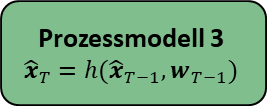 Prozessmodell 3
x̂_T = h(x̂_{T−1}, w_{T−1})